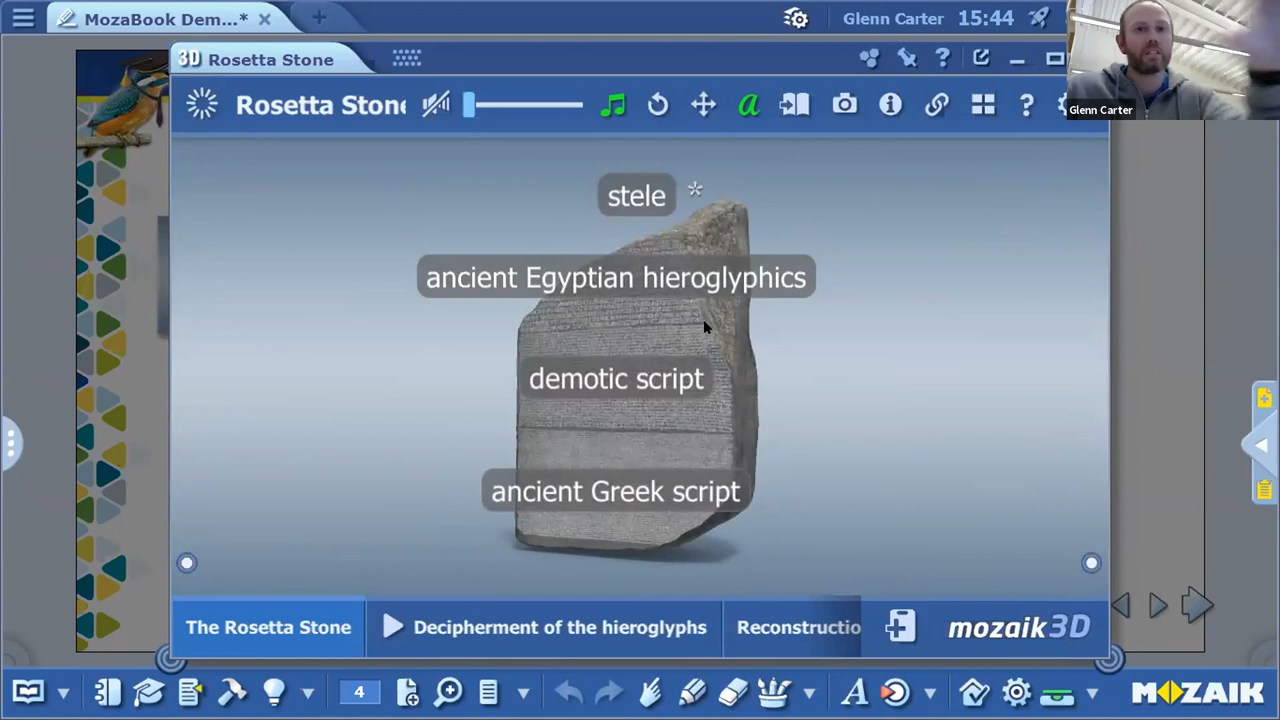 MozaBook Dem...*
Glenn Carter 15:44
3D Rosetta Stone
Rosetta Stone
Glenn Carter
stele *
ancient Egyptian hieroglyphics
demotic script
ancient Greek script
The Rosetta Stone
Decipherment of the hieroglyphs
Reconstructio
mozaik3D
4
MOZAIK